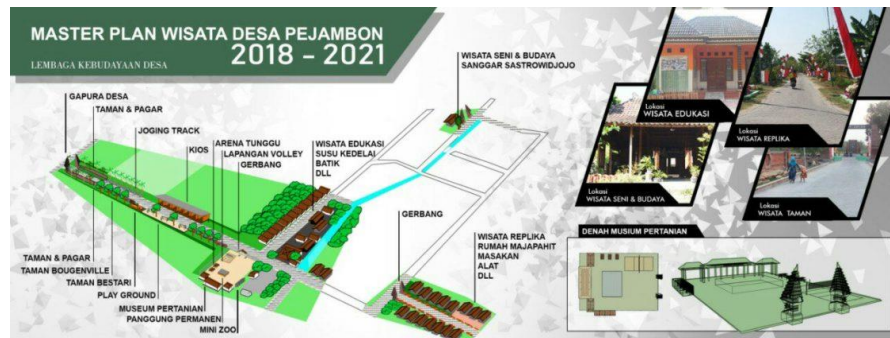 MASTER PLAN WISATA DESA PEJAMBON
2018 - 2021
LEMBAGA KEBUDAYAAN DESA
GAPURA DESA
TAMAN & PAGAR
JOGING TRACK
KIOS
ARENA TUNGGU
LAPANGAN VOLLEY
GERBANG
WISATA EDUKASI
SUSU KEDELAI
BATIK
DLL
WISATA SENI & BUDAYA
SANGGAR SASTROWIDJOJO
GERBANG
WISATA REPLIKA
RUMAH MAJAPAHIT
MASAKAN
ALAT
DLL
TAMAN & PAGAR
TAMAN BOUGENVILLE
TAMAN BESTARI
PLAY GROUND
MUSEUM PERTANIAN
PANGGUNG PERMANEN
MINI ZOO
Lokasi
WISATA EDUKASI
Lokasi
WISATA REPLIKA
Lokasi
WISATA SENI & BUDAYA
Lokasi
WISATA TAMAN
DENAH MUSIUM PERTANIAN